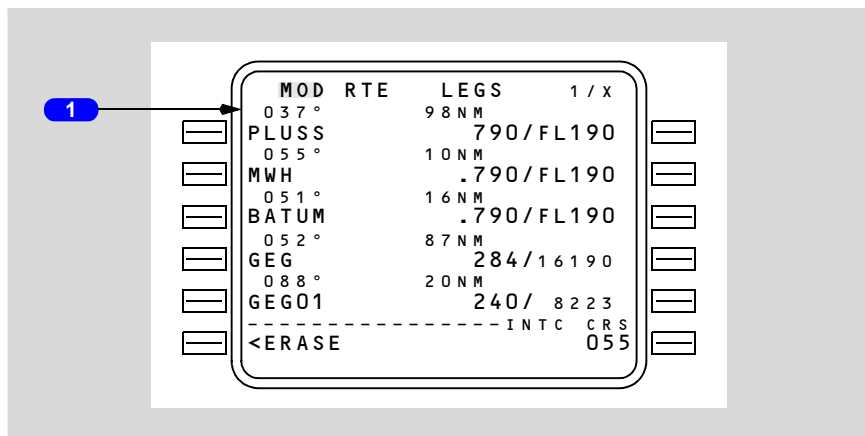 MOD RTE LEGS 1/X
1
037° 98NM
PLUSS 790/FL190
055° 10NM
MWH .790/FL190
051° 16NM
BATUM .790/FL190
052° 87NM
GEG 284/16190
088° 20NM
GEG01 240/ 8223
------------------INTC CRS
<ERASE 055